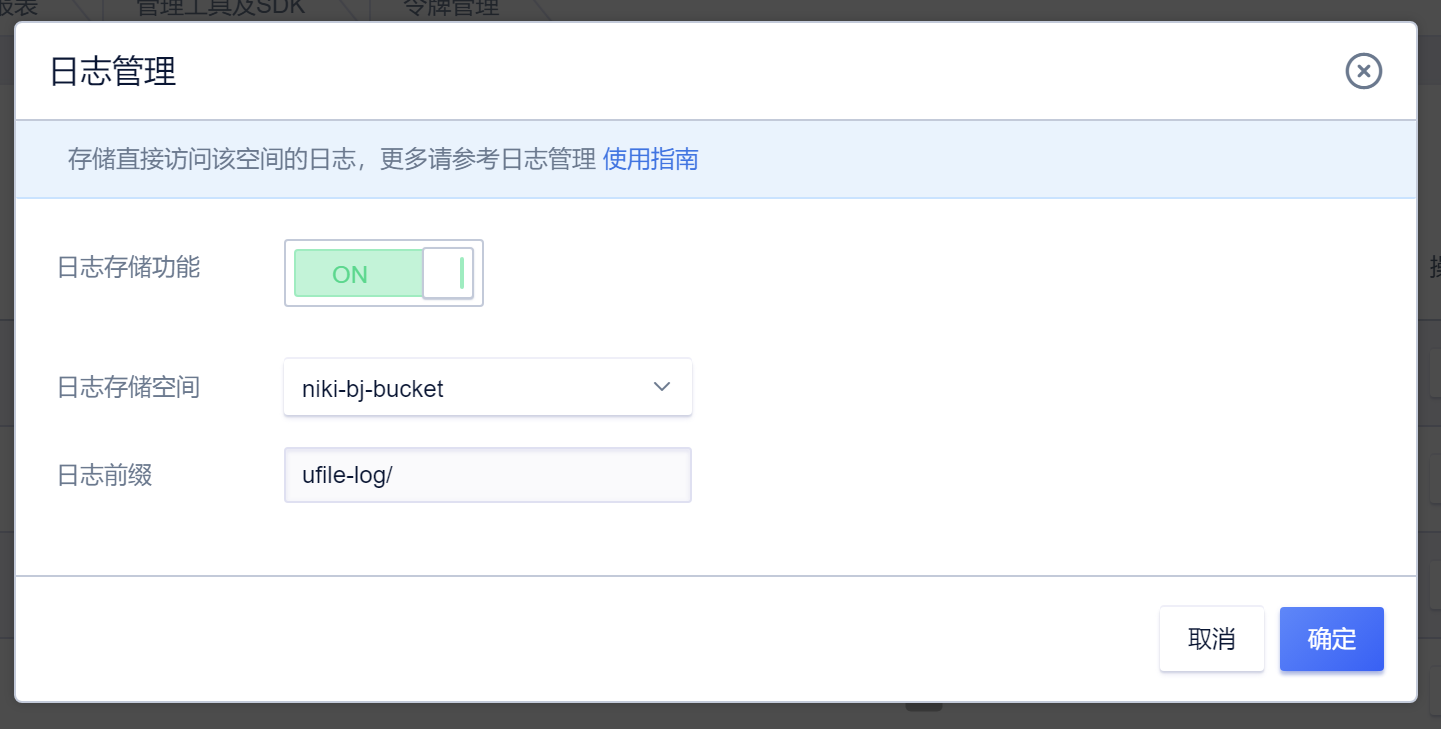 管理工具及SDK
令牌管理
日志管理
存储直接访问该空间的日志，更多请参考日志管理 使用指南
日志存储功能
ON
日志存储空间
niki-bj-bucket
日志前缀
ufile-log/
取消
确定